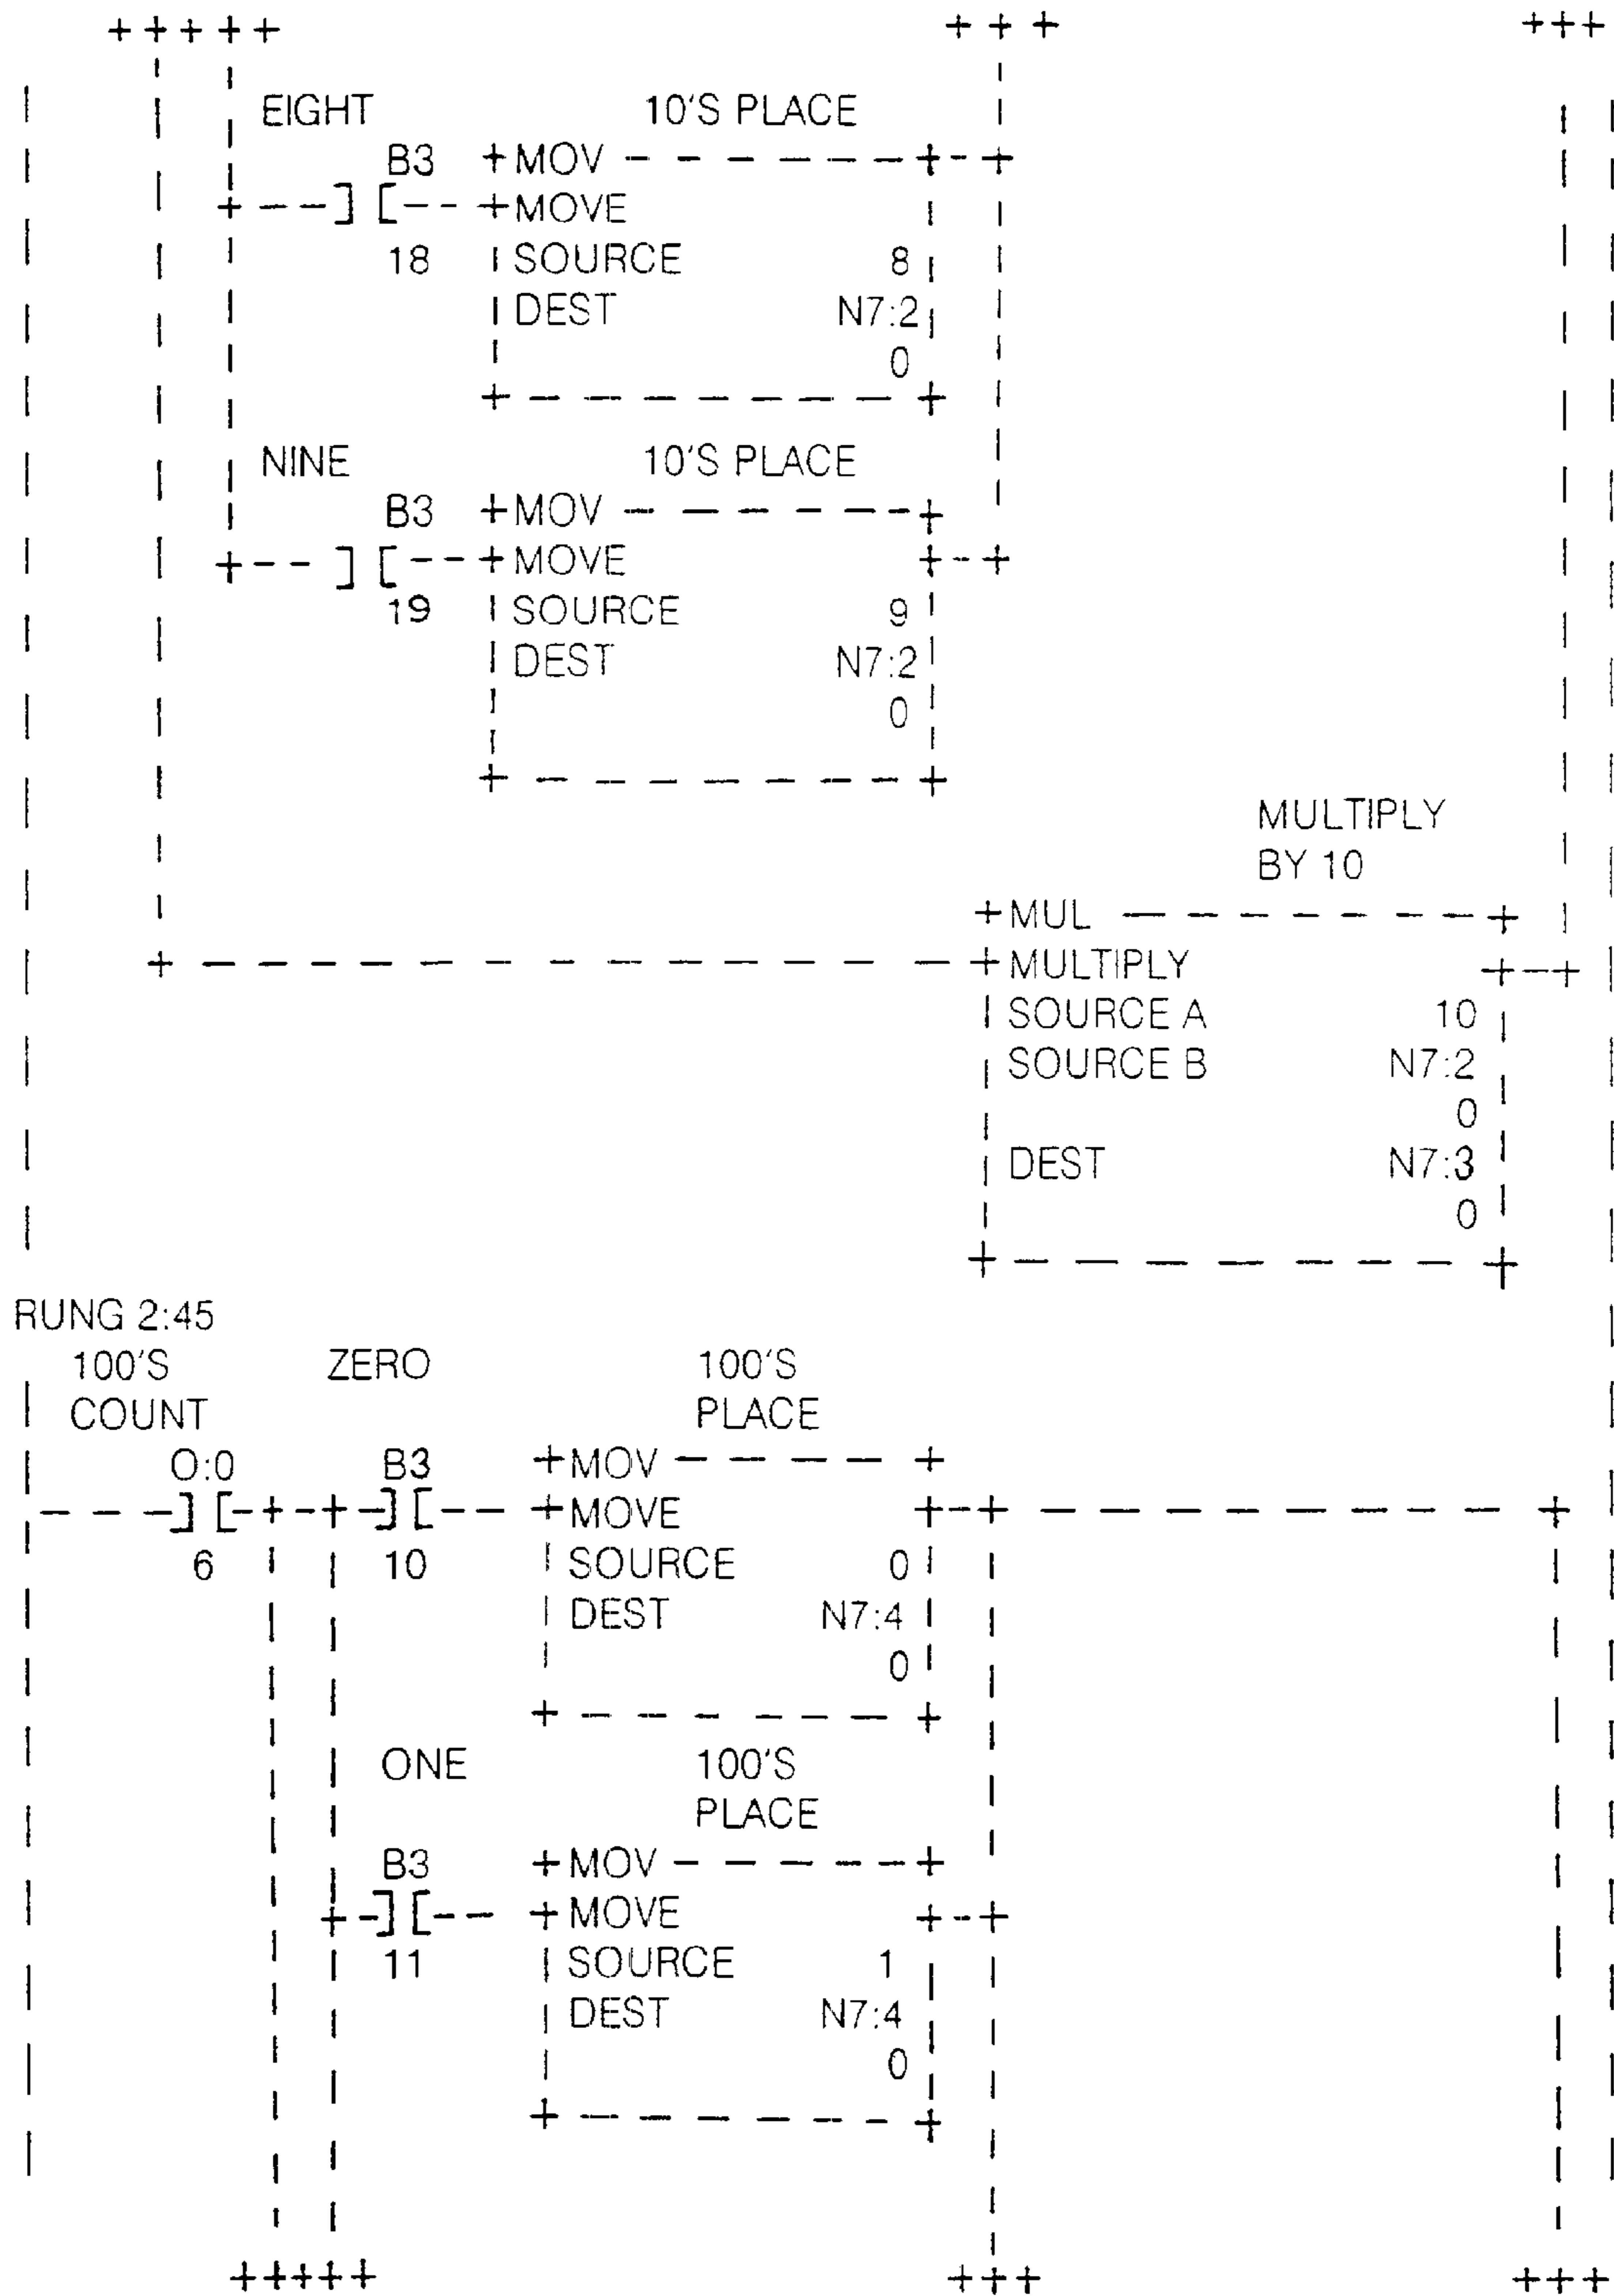 +++++ +++ +++
EIGHT 10'S PLACE
B3 +MOV - - - - - - -+--+
+---] [---+MOVE
18 SOURCE 8
DEST N7:2
0
+ - - - - - - - - +
NINE 10'S PLACE
B3 +MOV - - - - - - -+
+-- ] [---+MOVE +--+
19 SOURCE 9
DEST N7:2
0
+ - - - - - - - +
MULTIPLY
BY 10
+MUL - - - - - - - +
+ - - - - - - - - - - - +MULTIPLY +--+
SOURCE A 10
SOURCE B N7:2
0
DEST N7:3
0
+ - - - - - - - +
RUNG 2:45
100'S ZERO 100'S
COUNT PLACE
O:0 B3 +MOV - - - - +
- - - -] [-+-+-] [-- +MOVE +--+ - - - - - - - - +
6 10 SOURCE 0
DEST N7:4
0
+ - - - - - - +
ONE 100'S
PLACE
B3 +MOV - - - - - -+
+-] [-- +MOVE +--+
11 SOURCE 1
DEST N7:4
0
+ - - - - - - +
+++++ +++ +++